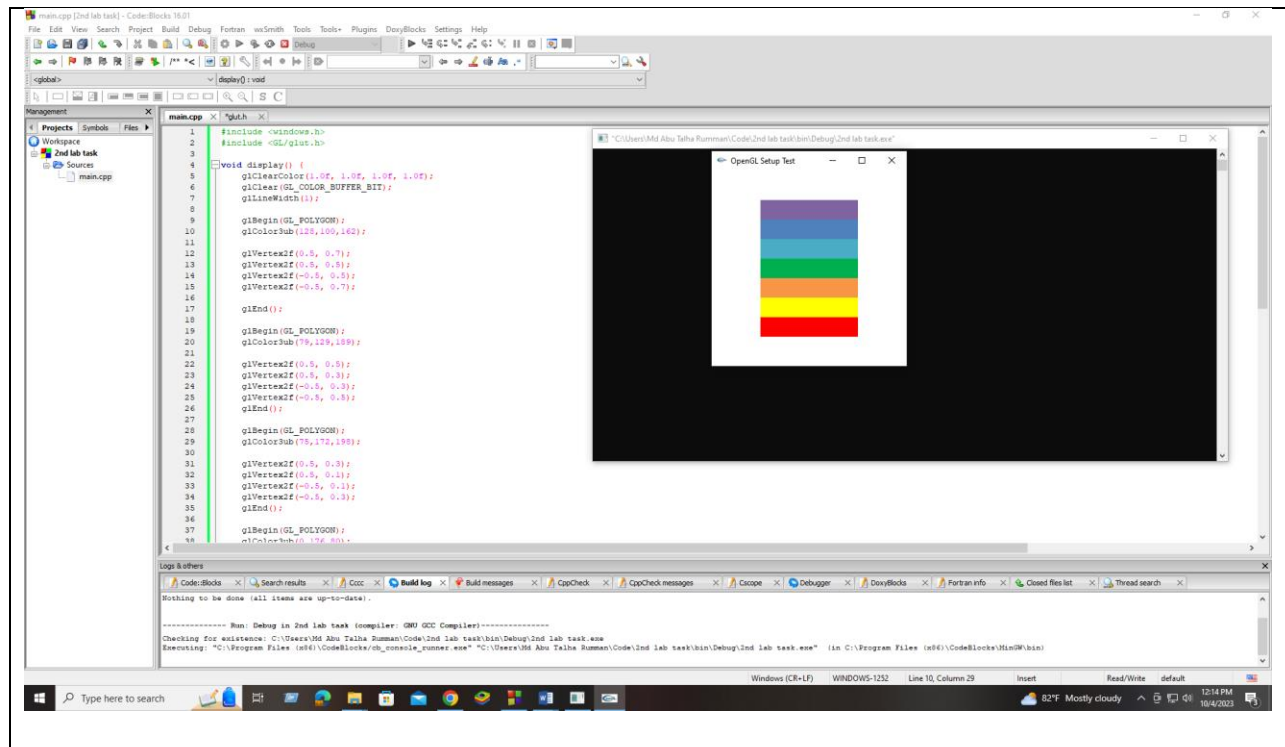 main.cpp [2nd lab task] - Code::Blocks 16.01
File Edit View Search Project Build Debug Fortran wxSmith Tools Tools+ Plugins DoxyBlocks Settings Help
Debug
<global>
display() : void
S C
Management
Projects Symbols Files
Workspace
2nd lab task
Sources
main.cpp
main.cpp
*glut.h
1 #include <windows.h>
2 #include <GL/glut.h>
3
4 void display() {
5 glClearColor(1.0f, 1.0f, 1.0f, 1.0f);
6 glClear(GL_COLOR_BUFFER_BIT);
7 glLineWidth(1);
8
9 glBegin(GL_POLYGON);
10 glColor3ub(128,100,162);
11
12 glVertex2f(0.5, 0.7);
13 glVertex2f(0.5, 0.5);
14 glVertex2f(-0.5, 0.5);
15 glVertex2f(-0.5, 0.7);
16
17 glEnd();
18
19 glBegin(GL_POLYGON);
20 glColor3ub(79,129,189);
21
22 glVertex2f(0.5, 0.5);
23 glVertex2f(0.5, 0.3);
24 glVertex2f(-0.5, 0.3);
25 glVertex2f(-0.5, 0.5);
26 glEnd();
27
28 glBegin(GL_POLYGON);
29 glColor3ub(75,172,198);
30
31 glVertex2f(0.5, 0.3);
32 glVertex2f(0.5, 0.1);
33 glVertex2f(-0.5, 0.1);
34 glVertex2f(-0.5, 0.3);
35 glEnd();
36
37 glBegin(GL_POLYGON);
38 glColor3ub(0,176,80);
"C:\Users\Md Abu Talha Rumman\Code\2nd lab task\bin\Debug\2nd lab task.exe"
OpenGL Setup Test
Logs & others
Code::Blocks Search results Cccc Build log Build messages CppCheck CppCheck messages Cscope Debugger DoxyBlocks Fortran info Closed files list Thread search
Nothing to be done (all items are up-to-date).
-------------- Run: Debug in 2nd lab task (compiler: GNU GCC Compiler)---------------
Checking for existence: C:\Users\Md Abu Talha Rumman\Code\2nd lab task\bin\Debug\2nd lab task.exe
Executing: "C:\Program Files (x86)\CodeBlocks/cb_console_runner.exe" "C:\Users\Md Abu Talha Rumman\Code\2nd lab task\bin\Debug\2nd lab task.exe" (in C:\Program Files (x86)\CodeBlocks\MinGW\bin)
Windows (CR+LF) WINDOWS-1252 Line 10, Column 29 Insert Read/Write default
Type here to search
82°F Mostly cloudy
12:14 PM
10/4/2023